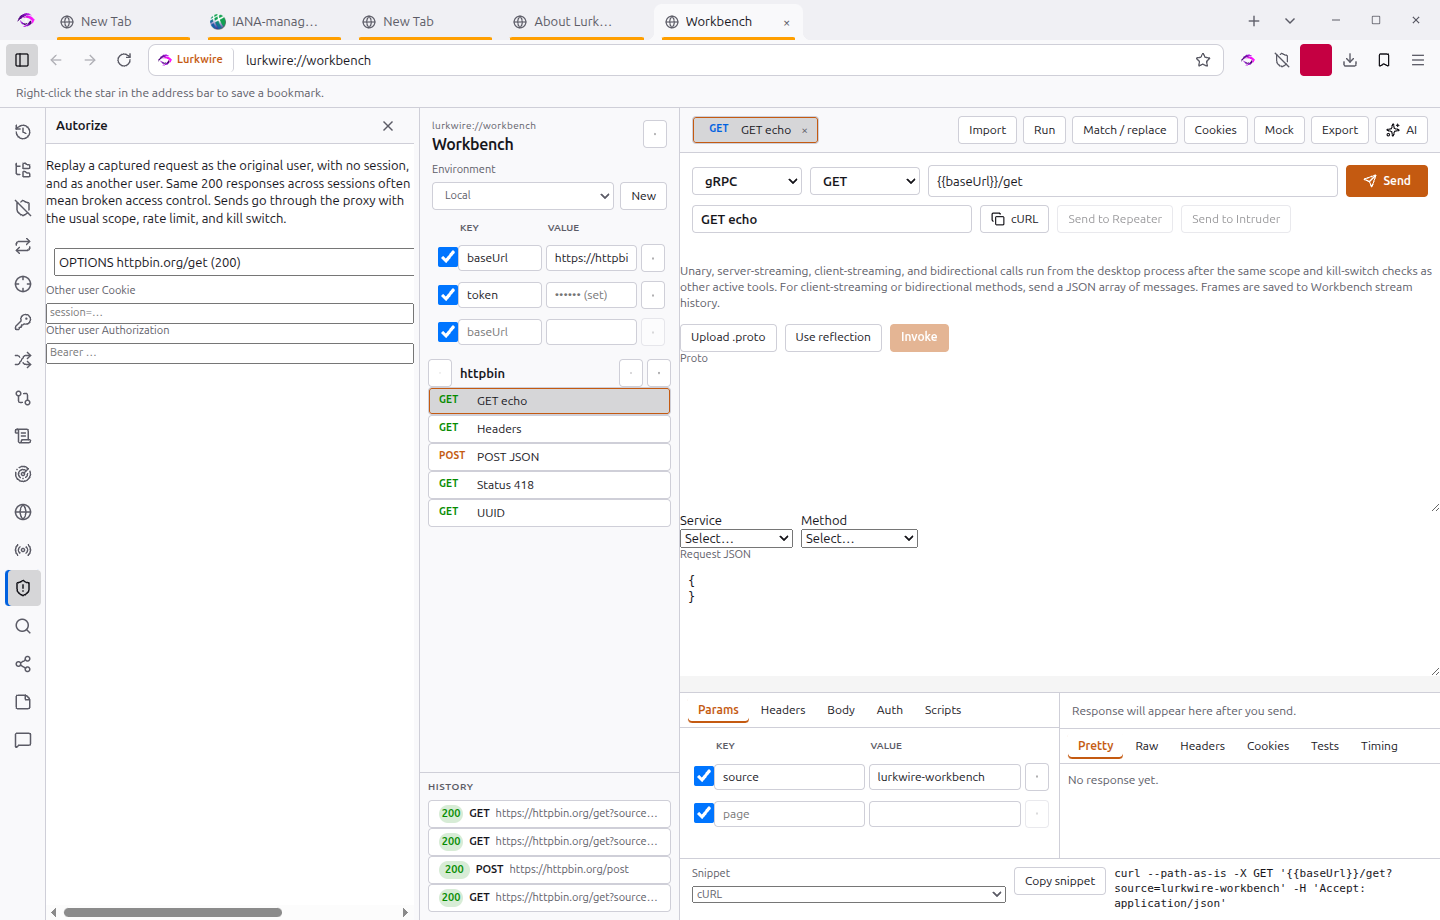 New Tab
IANA-manag...
New Tab
About Lurk...
Workbench
Lurkwire
lurkwire://workbench
Right-click the star in the address bar to save a bookmark.
Autorize
Replay a captured request as the original user, with no session,
and as another user. Same 200 responses across sessions often
mean broken access control. Sends go through the proxy with
the usual scope, rate limit, and kill switch.
OPTIONS httpbin.org/get (200)
Other user Cookie
session=...
Other user Authorization
Bearer ...
lurkwire://workbench
Workbench
Environment
Local
New
KEY VALUE
baseUrl https://httpbi
token •••••• (set)
baseUrl
httpbin
GET GET echo
GET Headers
POST POST JSON
GET Status 418
GET UUID
HISTORY
200 GET https://httpbin.org/get?source...
200 GET https://httpbin.org/get?source...
200 POST https://httpbin.org/post
200 GET https://httpbin.org/get?source...
GET GET echo ×
Import
Run
Match / replace
Cookies
Mock
Export
AI
gRPC
GET
{{baseUrl}}/get
Send
GET echo
cURL
Send to Repeater
Send to Intruder
Unary, server-streaming, client-streaming, and bidirectional calls run from the desktop process after the same scope and kill-switch checks as
other active tools. For client-streaming or bidirectional methods, send a JSON array of messages. Frames are saved to Workbench stream
history.
Upload .proto
Use reflection
Invoke
Proto
Service Method
Select... Select...
Request JSON
{
}
Params Headers Body Auth Scripts
KEY VALUE
source lurkwire-workbench
page
Response will appear here after you send.
Pretty Raw Headers Cookies Tests Timing
No response yet.
Snippet
cURL
Copy snippet
curl --path-as-is -X GET '{{baseUrl}}/get?
source=lurkwire-workbench' -H 'Accept:
application/json'